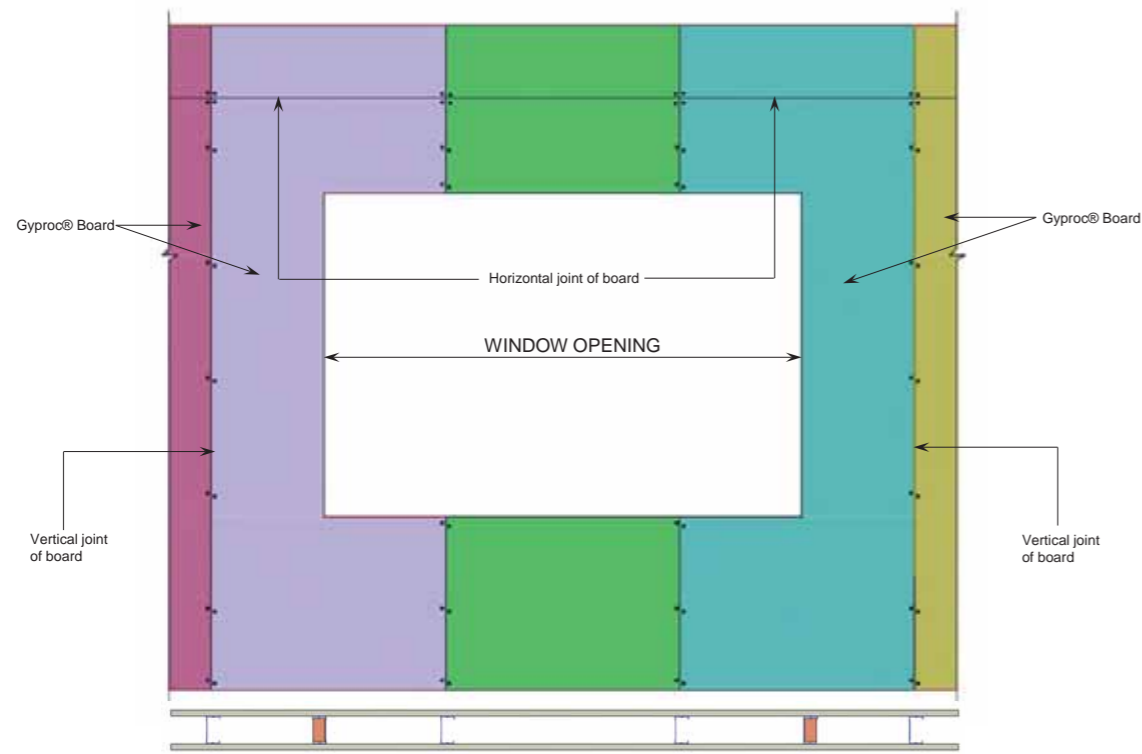 Gyproc® Board
Gyproc® Board
Horizontal joint of board
WINDOW OPENING
Vertical joint
of board
Vertical joint
of board